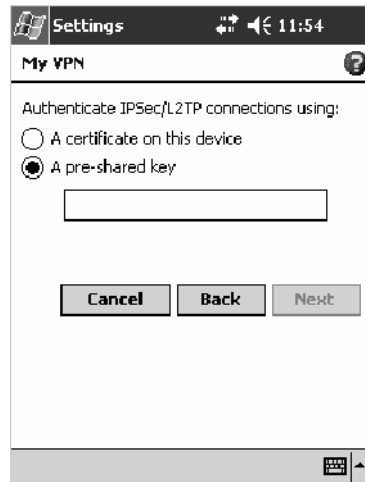 Settings 11:54
My VPN ?
Authenticate IPSec/L2TP connections using:
A certificate on this device
A pre-shared key
Cancel Back Next